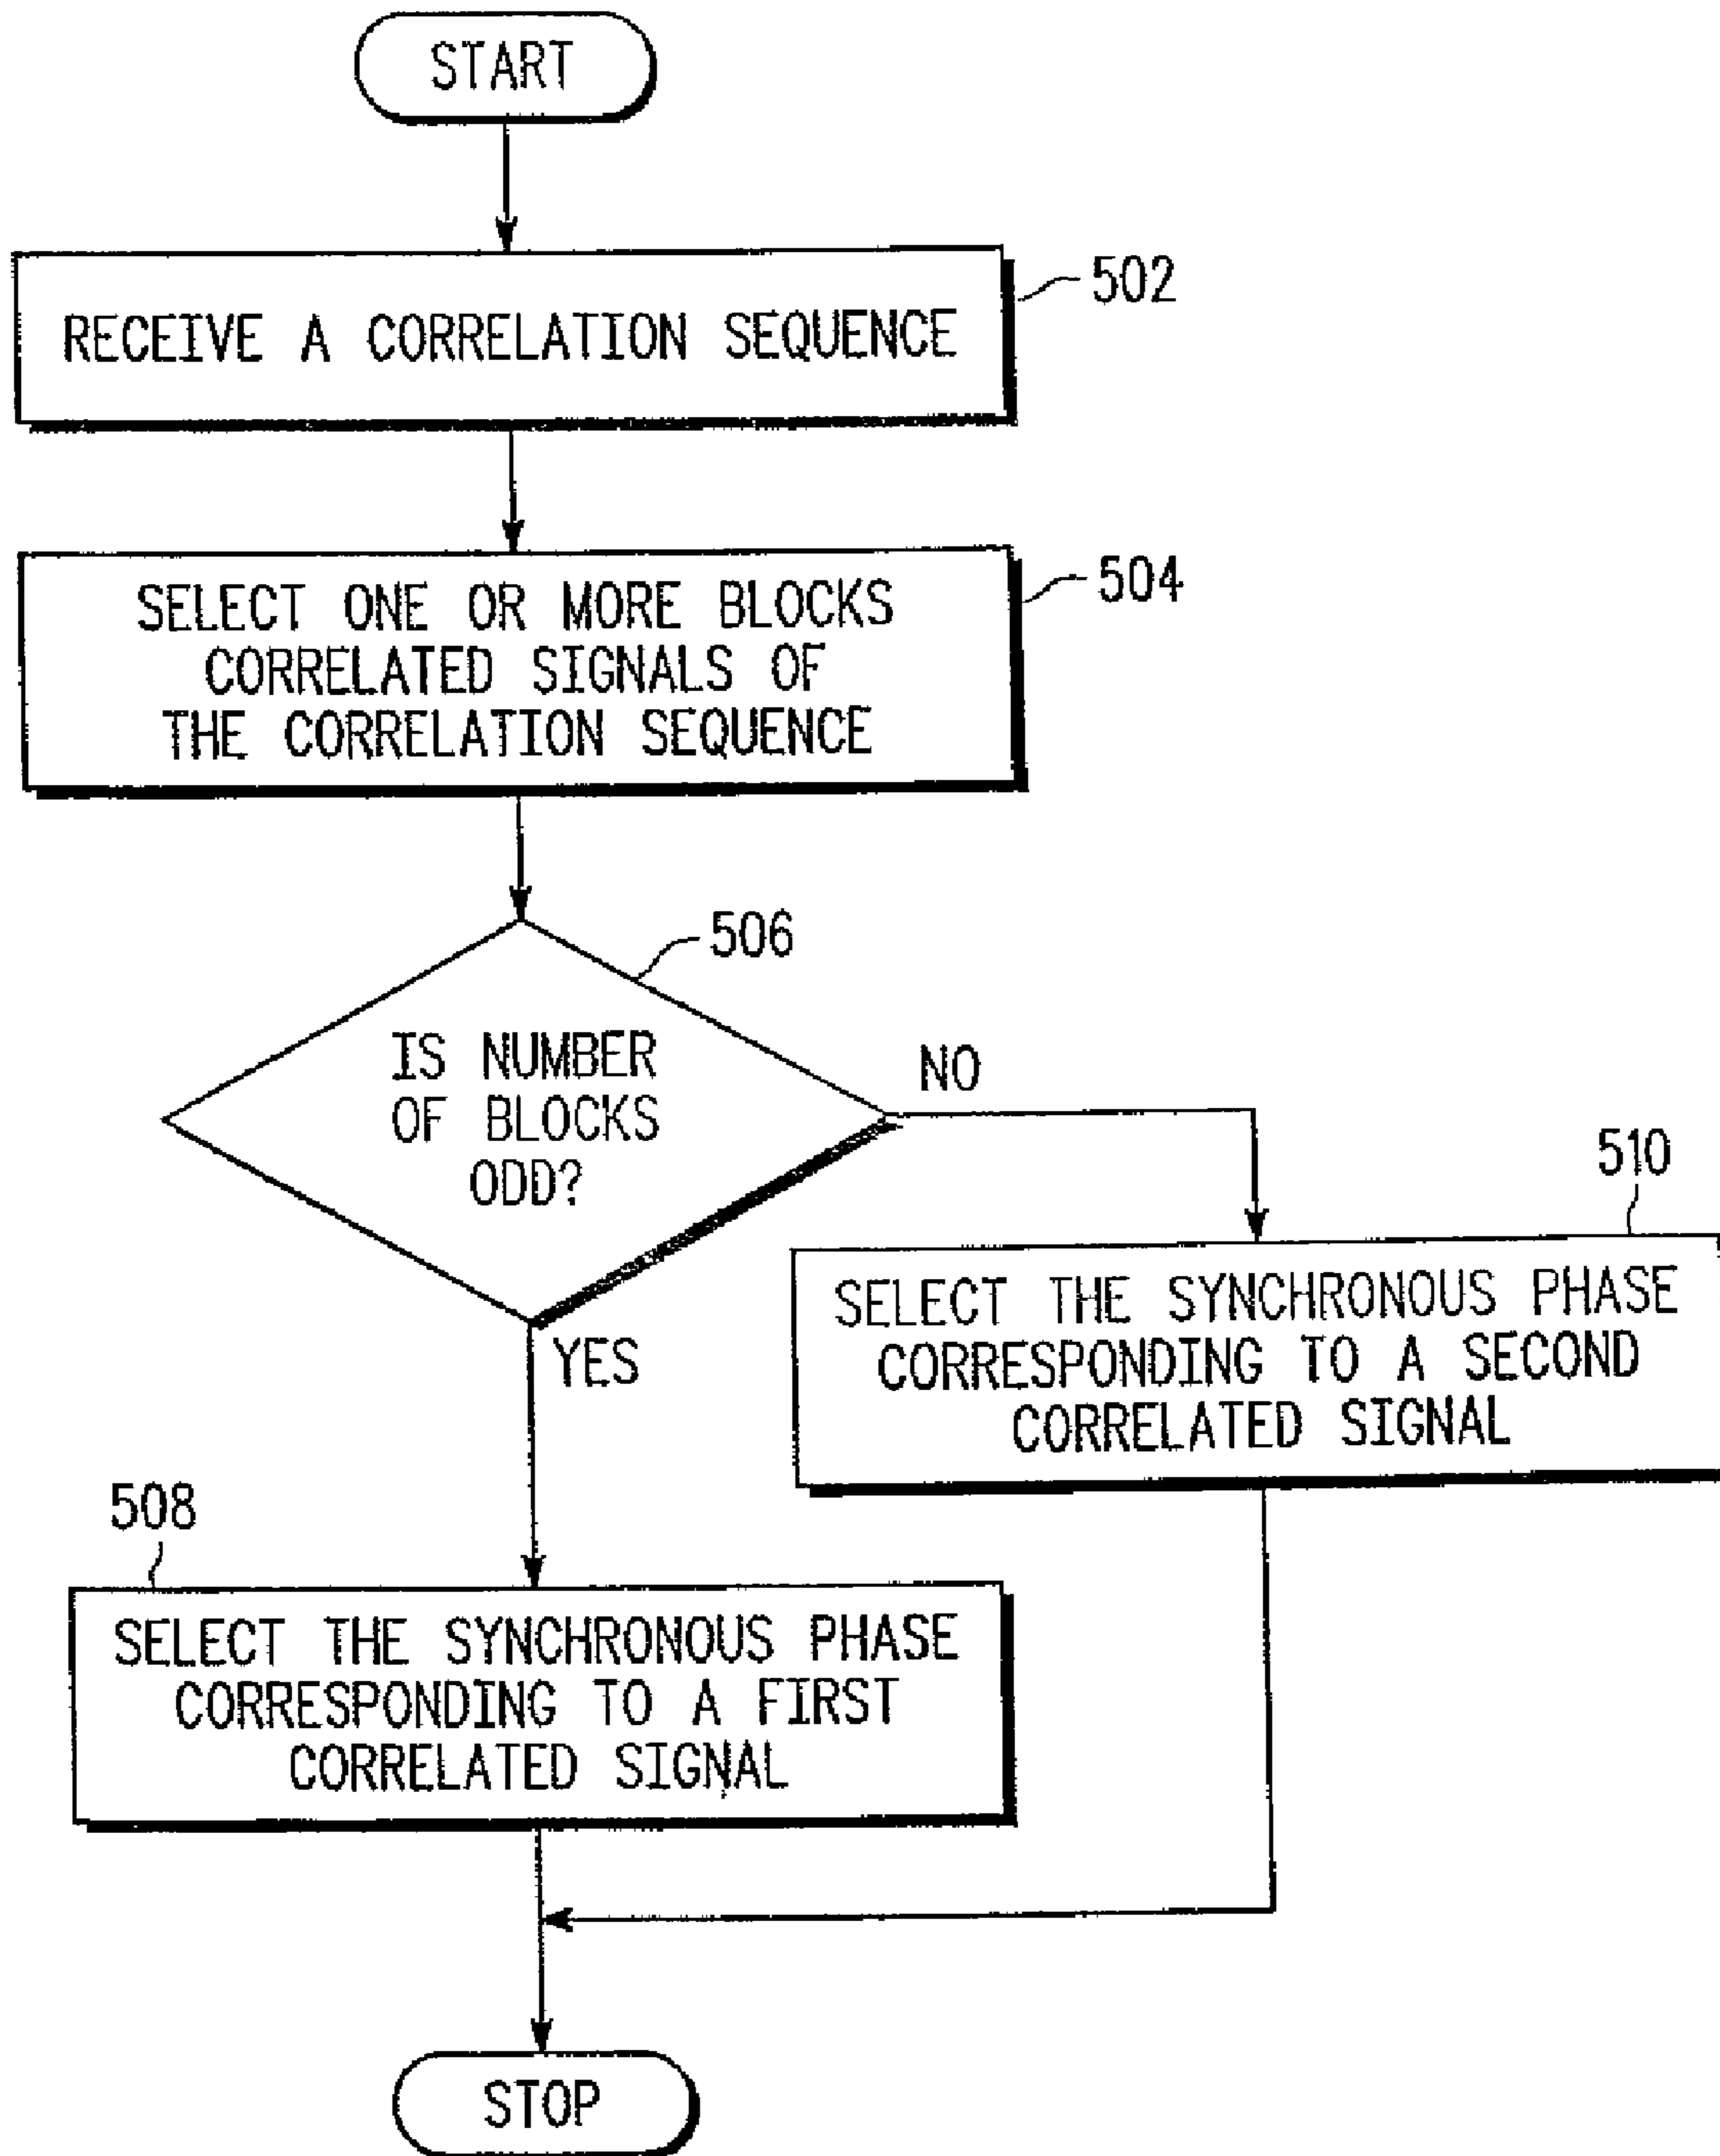 START
502
RECEIVE A CORRELATION SEQUENCE
504
SELECT ONE OR MORE BLOCKS
CORRELATED SIGNALS OF
THE CORRELATION SEQUENCE
506
IS NUMBER
OF BLOCKS
ODD?
NO
YES
510
SELECT THE SYNCHRONOUS PHASE
CORRESPONDING TO A SECOND
CORRELATED SIGNAL
508
SELECT THE SYNCHRONOUS PHASE
CORRESPONDING TO A FIRST
CORRELATED SIGNAL
STOP